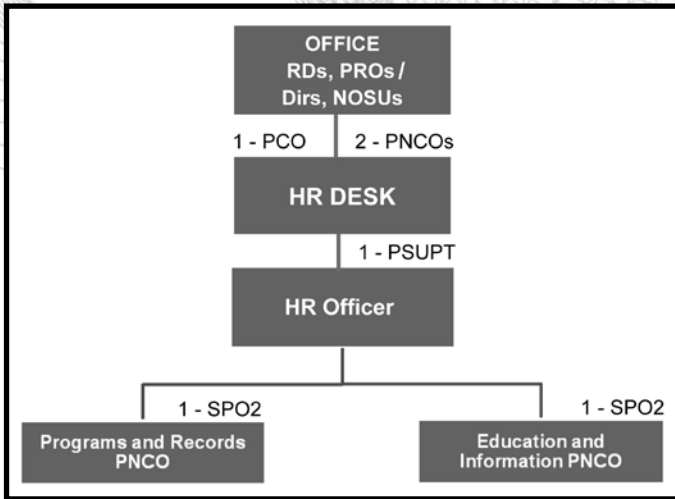 OFFICE
RDs, PROs /
Dirs, NOSUs
1 - PCO 2 - PNCOs
HR DESK
1 - PSUPT
HR Officer
1 - SPO2 1 - SPO2
Programs and Records
PNCO
Education and
Information PNCO